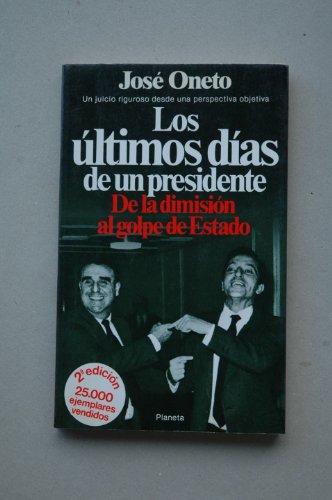 José Oneto
Un juicio riguroso desde una perspectiva objetiva
Los
últimos días
de un presidente
De la dimisión
al golpe de Estado
2ª edición
25.000
ejemplares
vendidos
Planeta